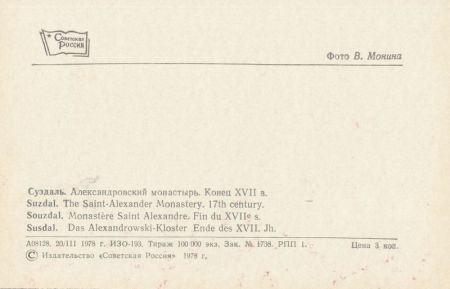 Советская
Россия
Фото В. Монина
Суздаль. Александровский монастырь. Конец XVII в.
Suzdal. The Saint-Alexander Monastery. 17th century.
Souzdal. Monastère Saint Alexandre. Fin du XVIIe s.
Susdal. Das Alexandrowski-Kloster Ende des XVII. Jh.
А08128. 20/III 1978 г. ИЗО-193. Тираж 100 000 экз. Зак. № 1738. РПП 1. Цена 3 коп.
© Издательство «Советская Россия» 1978 г.